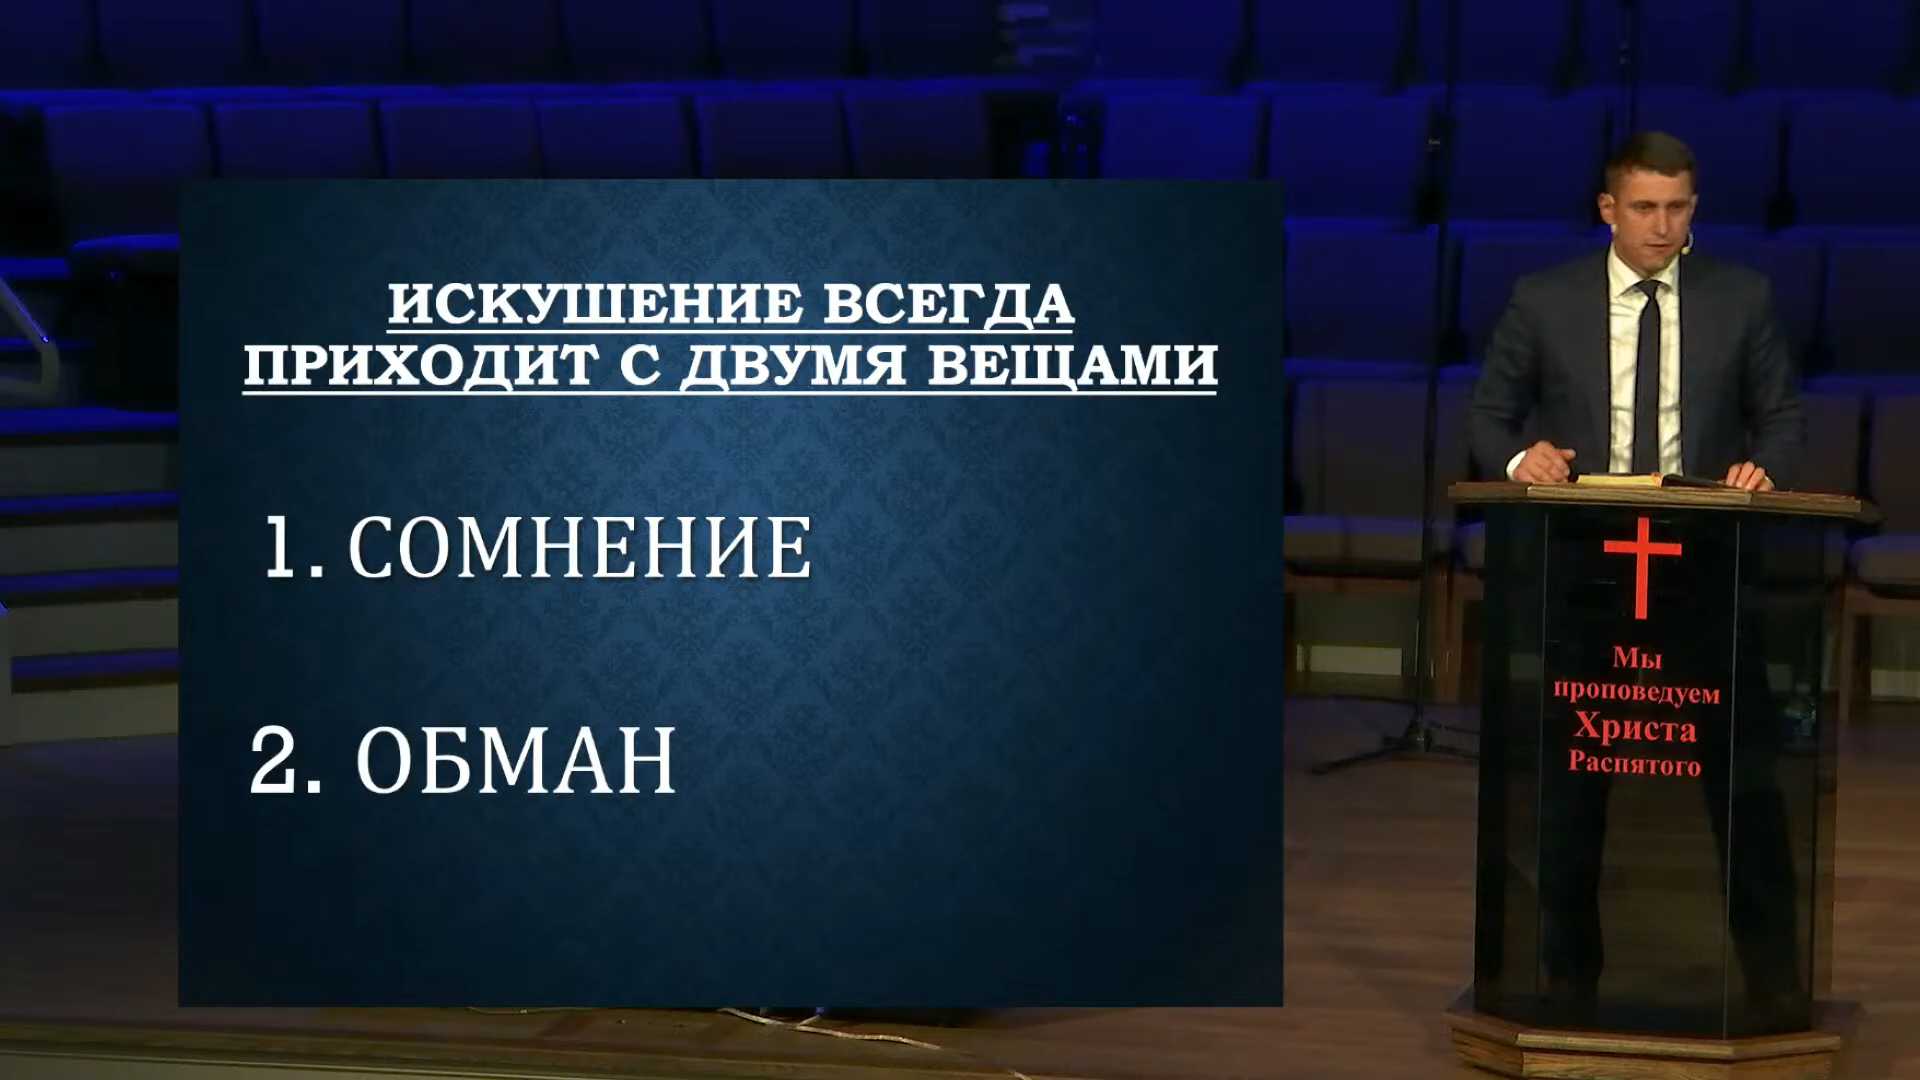 ИСКУШЕНИЕ ВСЕГДА
ПРИХОДИТ С ДВУМЯ ВЕЩАМИ
1. СОМНЕНИЕ
2. ОБМАН
Мы
проповедуем
Христа
Распятого